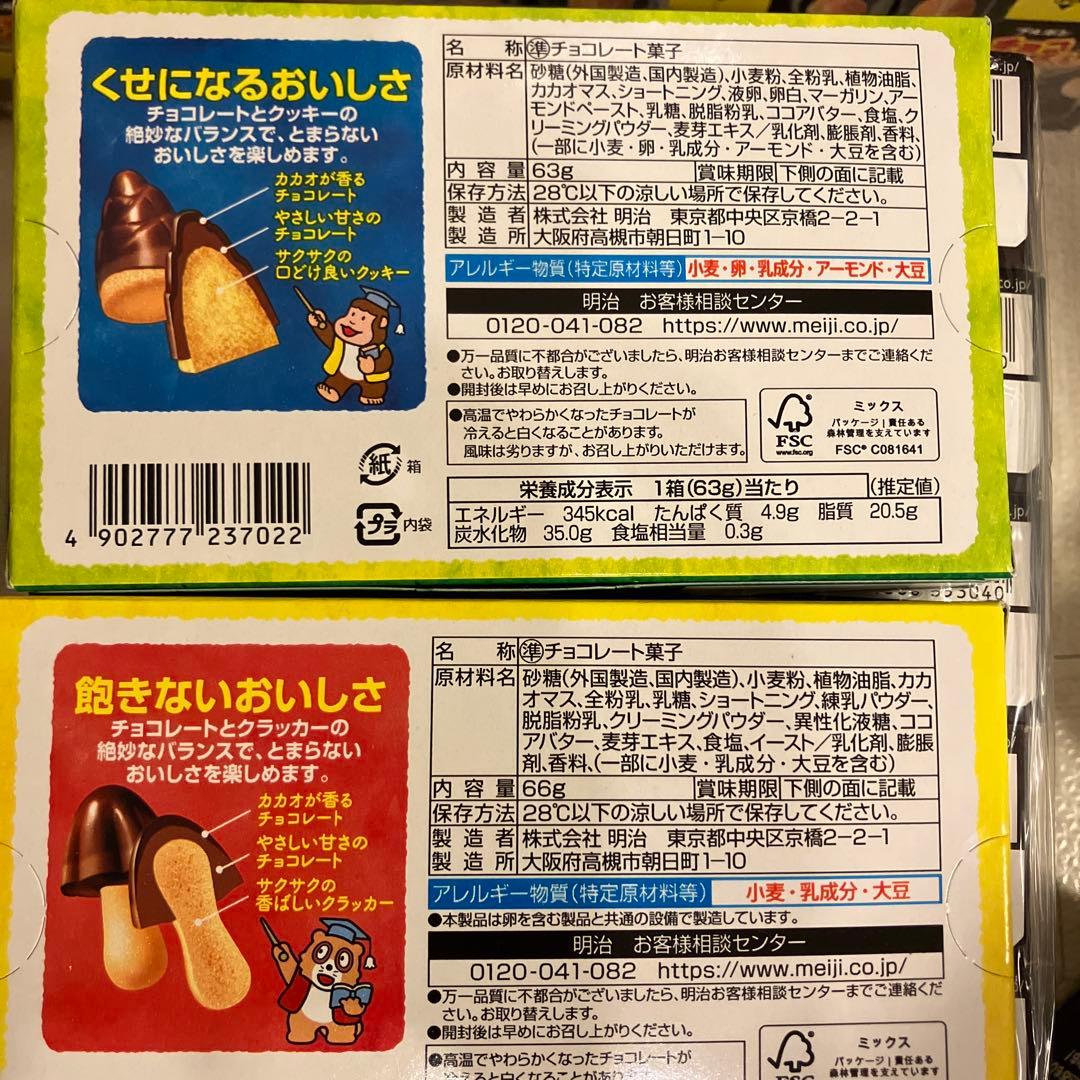 くせになるおいしさ
チョコレートとクッキーの
絶妙なバランスで、とまらない
おいしさを楽しめます。
カカオが香る
チョコレート
やさしい甘さの
チョコレート
サクサクの
口どけ良いクッキー
名 称 準チョコレート菓子
原材料名 砂糖(外国製造、国内製造)、小麦粉、全粉乳、植物油脂、
カカオマス、ショートニング、液卵、卵白、マーガリン、アー
モンドペースト、乳糖、脱脂粉乳、ココアバター、食塩、ク
リーミングパウダー、麦芽エキス/乳化剤、膨脹剤、香料、
(一部に小麦・卵・乳成分・アーモンド・大豆を含む)
内容量 63g 賞味期限 下側の面に記載
保存方法 28℃以下の涼しい場所で保存してください。
製造者 株式会社 明治 東京都中央区京橋2-2-1
製造所 大阪府高槻市朝日町1-10
アレルギー物質(特定原材料等) 小麦・卵・乳成分・アーモンド・大豆
明治 お客様相談センター
0120-041-082 https://www.meiji.co.jp/
●万一品質に不都合がございましたら、明治お客様相談センターまでご連絡くだ
さい。お取り替えします。
●開封後は早めにお召し上がりください。
●高温でやわらかくなったチョコレートが
冷えると白くなることがあります。
風味は劣りますが、お召し上がりいただけます。
FSC
www.fsc.org
ミックス
パッケージ|責任ある
森林管理を支えています
FSC® C081641
紙 箱
プラ 内袋
4 902777 237022
栄養成分表示 1箱(63g)当たり (推定値)
エネルギー 345kcal たんぱく質 4.9g 脂質 20.5g
炭水化物 35.0g 食塩相当量 0.3g
飽きないおいしさ
チョコレートとクラッカーの
絶妙なバランスで、とまらない
おいしさを楽しめます。
カカオが香る
チョコレート
やさしい甘さの
チョコレート
サクサクの
香ばしいクラッカー
名 称 準チョコレート菓子
原材料名 砂糖(外国製造、国内製造)、小麦粉、植物油脂、カカ
オマス、全粉乳、乳糖、ショートニング、練乳パウダー、
脱脂粉乳、クリーミングパウダー、異性化液糖、ココ
アバター、麦芽エキス、食塩、イースト/乳化剤、膨脹
剤、香料、(一部に小麦・乳成分・大豆を含む)
内容量 66g 賞味期限 下側の面に記載
保存方法 28℃以下の涼しい場所で保存してください。
製造者 株式会社 明治 東京都中央区京橋2-2-1
製造所 大阪府高槻市朝日町1-10
アレルギー物質(特定原材料等) 小麦・乳成分・大豆
●本製品は卵を含む製品と共通の設備で製造しています。
明治 お客様相談センター
0120-041-082 https://www.meiji.co.jp/
●万一品質に不都合がございましたら、明治お客様相談センターまでご連絡くだ
さい。お取り替えします。
●開封後は早めにお召し上がりください。
●高温でやわらかくなったチョコレートが
冷えると白くなることがあり
FSC
ミックス
パッケージ|責任ある
森林管理を支えています
.jp/
co.jp/
.jp/